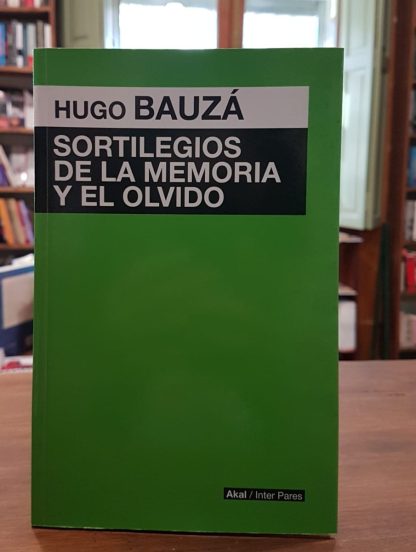 HUGO BAUZÁ
SORTILEGIOS
DE LA MEMORIA
Y EL OLVIDO
Akal / Inter Pares